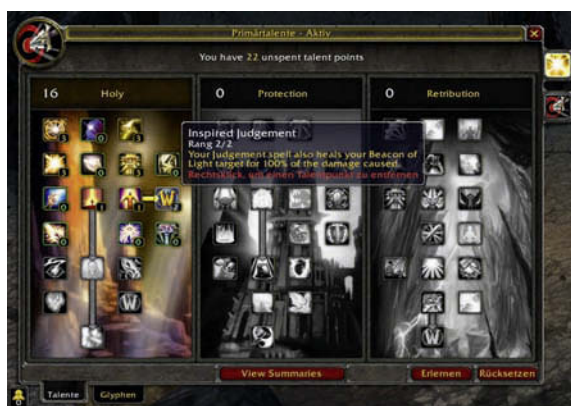 Primärtalente - Aktiv
You have 22 unspent talent points
16 Holy
0 Protection
0 Retribution
Inspired Judgement
Rang 2/2
Your Judgement spell also heals your Beacon of
Light target for 100% of the damage caused.
Rechtsklick, um einen Talentpunkt zu entfernen
View Summaries
Erlernen
Rücksetzen
Talente
Glyphen